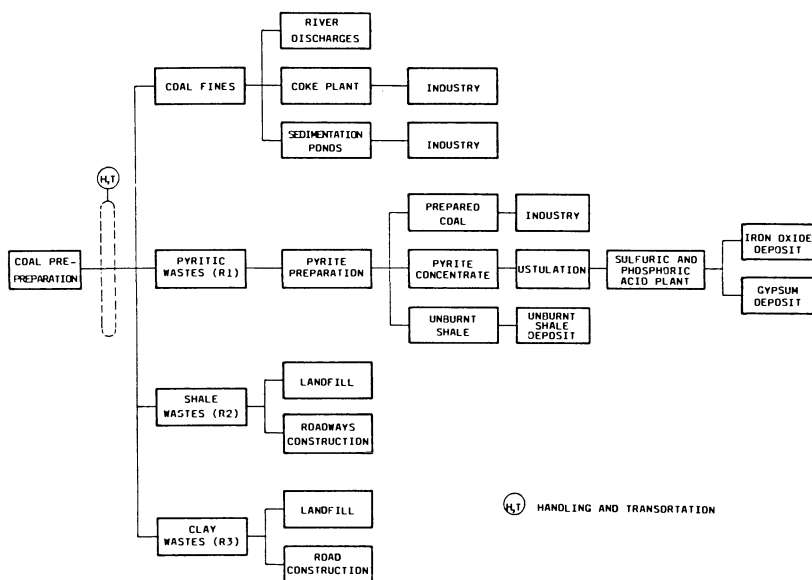 RIVER
DISCHARGES
COAL FINES
COKE PLANT
INDUSTRY
SEDIMENTATION
PONDS
INDUSTRY
H,T
COAL PRE-
PREPARATION
PYRITIC
WASTES (R1)
PYRITE
PREPARATION
PREPARED
COAL
INDUSTRY
PYRITE
CONCENTRATE
USTULATION
SULFURIC AND
PHOSPHORIC
ACID PLANT
IRON OXIDE
DEPOSIT
GYPSUM
DEPOSIT
UNBURNT
SHALE
UNBURNT
SHALE
DEPOSIT
SHALE
WASTES (R2)
LANDFILL
ROADWAYS
CONSTRUCTION
CLAY
WASTES (R3)
LANDFILL
ROAD
CONSTRUCTION
H,T HANDLING AND TRANSORTATION